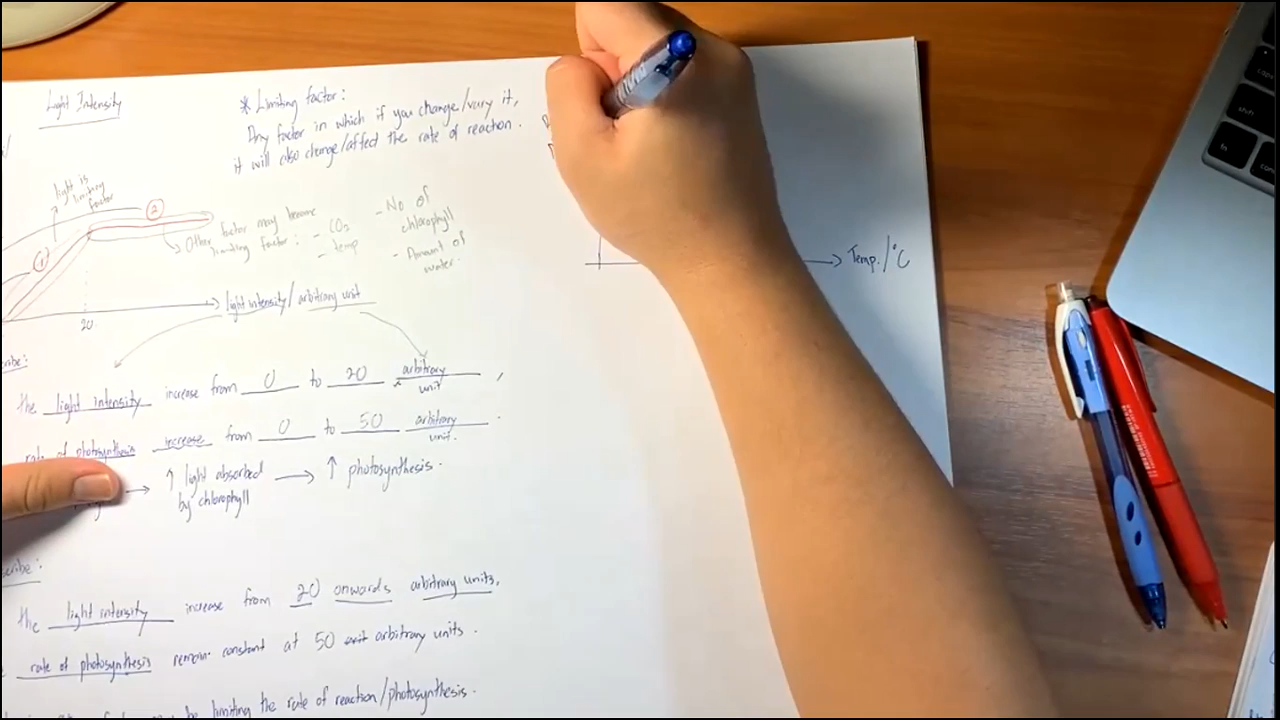 Light Intensity
* Limiting factor:
Any factor in which if you change/vary it,
it will also change/affect the rate of reaction.
light is
limiting
factor
①
②
Other factor may become
limiting factor:
- CO₂
- temp
- No of
chlorophyll
- Amount of
water.
20
light intensity/arbitrary unit
Temp./°C
the light intensity increase from 0 to 20 arbitrary
unit ,
rate of photosynthesis increase from 0 to 50 arbitrary
unit. .
→ ↑ light absorbed
by chlorophyll → ↑ photosynthesis.
the light intensity increase from 20 onwards arbitrary units,
rate of photosynthesis remain constant at 50 arbitrary units.
be limiting the rate of reaction/photosynthesis.
shift
fn